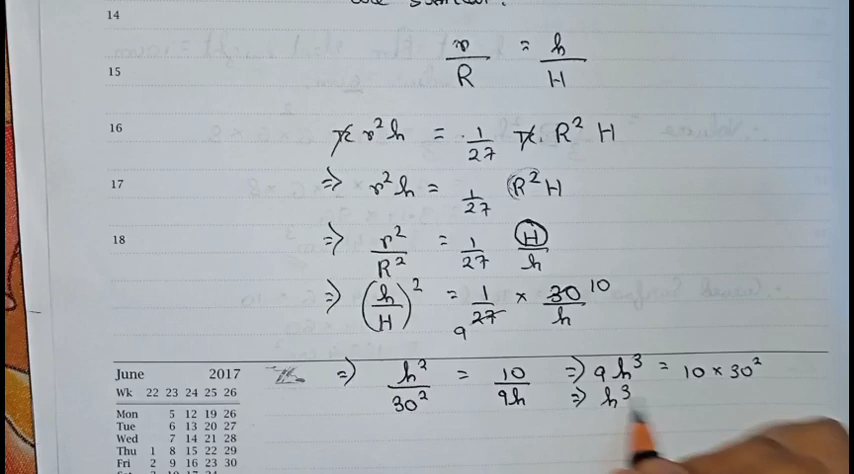 14
r/R = h/H
15
16 π r²h = 1/27 π. R² H
17 ⇒ r²h = 1/27 R²H
18 ⇒ r²/R² = 1/27 H/h
⇒ (h/H)² = 1/27 9 × 30/h 10
June 2017 ⇒ h²/30² = 10/9h ⇒ 9h³ = 10 × 30²
⇒ h³
Wk 22 23 24 25 26
Mon 5 12 19 26
Tue 6 13 20 27
Wed 7 14 21 28
Thu 1 8 15 22 29
Fri 2 9 16 23 30